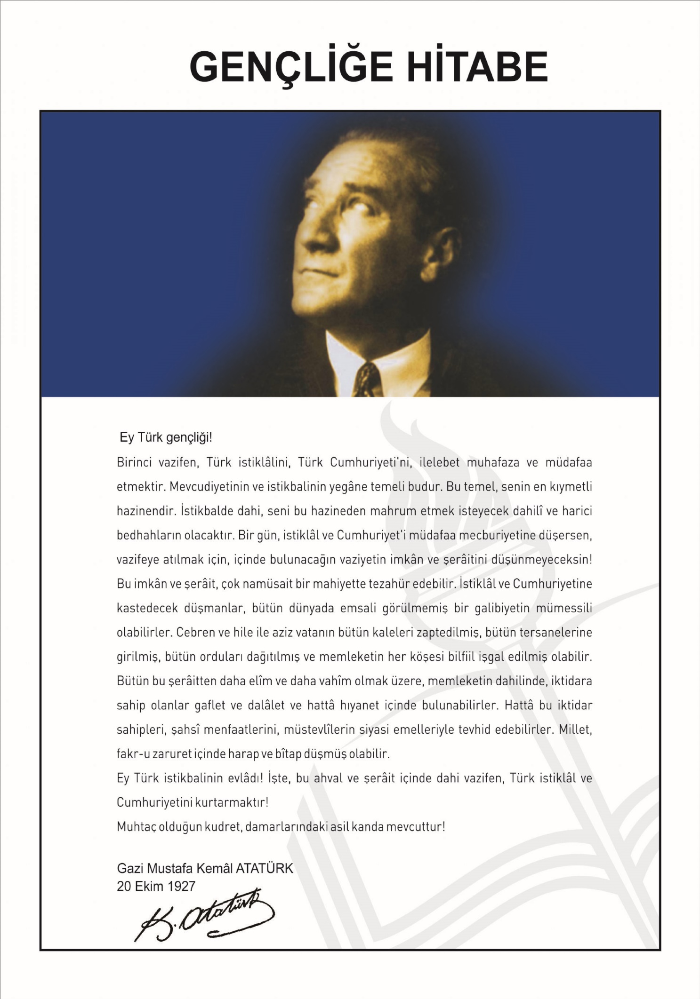 GENÇLİĞE HİTABE
Ey Türk gençliği!
Birinci vazifen, Türk istiklâlini, Türk Cumhuriyeti'ni, ilelebet muhafaza ve müdafaa
etmektir. Mevcudiyetinin ve istikbalinin yegâne temeli budur. Bu temel, senin en kıymetli
hazinendir. İstikbalde dahi, seni bu hazineden mahrum etmek isteyecek dahilî ve harici
bedhahların olacaktır. Bir gün, istiklâl ve Cumhuriyet'i müdafaa mecburiyetine düşersen,
vazifeye atılmak için, içinde bulunacağın vaziyetin imkân ve şerâitini düşünmeyeceksin!
Bu imkân ve şerâit, çok namüsait bir mahiyette tezahür edebilir. İstiklâl ve Cumhuriyetine
kastedecek düşmanlar, bütün dünyada emsali görülmemiş bir galibiyetin mümessili
olabilirler. Cebren ve hile ile aziz vatanın bütün kaleleri zaptedilmiş, bütün tersanelerine
girilmiş, bütün orduları dağıtılmış ve memleketin her köşesi bilfiil işgal edilmiş olabilir.
Bütün bu şerâitten daha elîm ve daha vahîm olmak üzere, memleketin dahilinde, iktidara
sahip olanlar gaflet ve dalâlet ve hattâ hıyanet içinde bulunabilirler. Hattâ bu iktidar
sahipleri, şahsî menfaatlerini, müstevlîlerin siyasi emelleriyle tevhid edebilirler. Millet,
fakr-u zaruret içinde harap ve bîtap düşmüş olabilir.
Ey Türk istikbalinin evlâdı! İşte, bu ahval ve şerâit içinde dahi vazifen, Türk istiklâl ve
Cumhuriyetini kurtarmaktır!
Muhtaç olduğun kudret, damarlarındaki asil kanda mevcuttur!
Gazi Mustafa Kemâl ATATÜRK
20 Ekim 1927
K. Atatürk